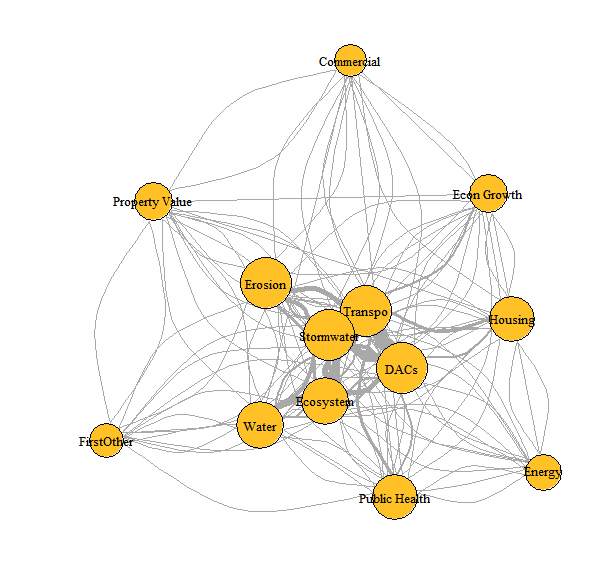 Commercial
Econ Growth
Property Value
Erosion
Transpo
Housing
Stormwater
DACs
Ecosystem
Water
FirstOther
Energy
Public Health